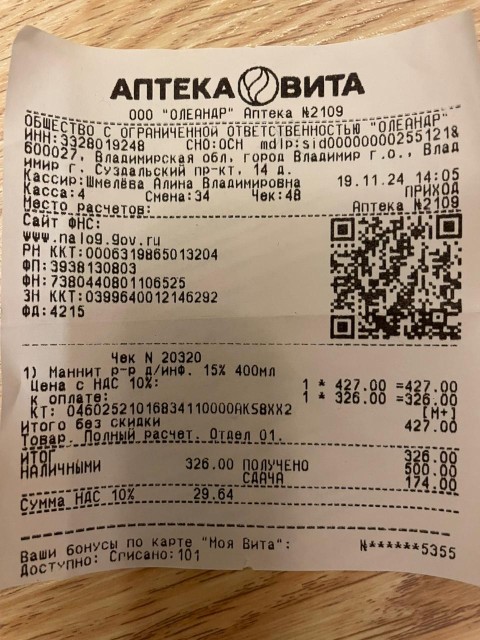 АПТЕКА ВИТА
ООО "ОЛЕАНДР" Аптека №2109
ОБЩЕСТВО С ОГРАНИЧЕННОЙ ОТВЕТСТВЕННОСТЬЮ "ОЛЕАНДР"
ИНН:3328019248 СНО:ОСН mdlp:sid00000000255121&
600027, Владимирская обл, город Владимир г.о., Влад
имир г. Суздальский пр-кт, 14 д.
Кассир:Шмелёва Алина Владимировна 19.11.24 14:05
Касса:4 Смена:34 Чек:48 ПРИХОД
Место расчетов: Аптека №2109
Сайт ФНС:
www.nalog.gov.ru
РН ККТ:0006319865013204
ФП:3938130803
ФН:7380440801106525
ЗН ККТ:0399640012146292
ФД:4215
Чек N 20320
1) Маннит р-р д/инф. 15% 400мл
Цена с НДС 10%: 1 * 427.00 =427.00
к оплате: 1 * 326.00 =326.00
КТ: 04602521016834110000AKS8XX2 [М+]
Итого без скидки 427.00
Товар. Полный расчет. Отдел 01.
ИТОГ 326.00
НАЛИЧНЫМИ 326.00 ПОЛУЧЕНО 500.00
СДАЧА 174.00
Сумма НДС 10% 29.64
Ваши бонусы по карте "Моя Вита": N******5355
Доступно: Списано:101